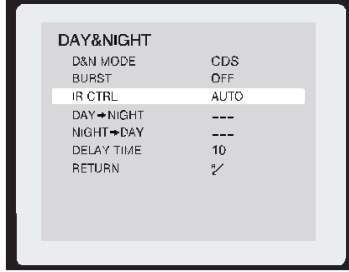 DAY&NIGHT
D&N MODE CDS
BURST OFF
IR CTRL AUTO
DAY➔NIGHT ---
NIGHT➔DAY ---
DELAY TIME 10
RETURN